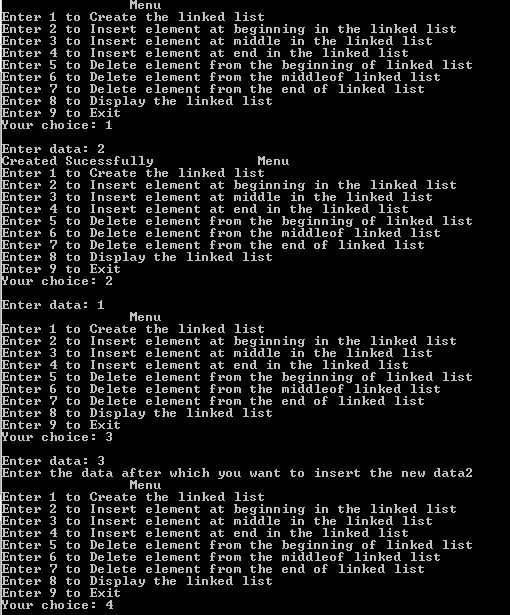 Menu
Enter 1 to Create the linked list
Enter 2 to Insert element at beginning in the linked list
Enter 3 to Insert element at middle in the linked list
Enter 4 to Insert element at end in the linked list
Enter 5 to Delete element from the beginning of linked list
Enter 6 to Delete element from the middleof linked list
Enter 7 to Delete element from the end of linked list
Enter 8 to Display the linked list
Enter 9 to Exit
Your choice: 1
Enter data: 2
Created Sucessfully Menu
Enter 1 to Create the linked list
Enter 2 to Insert element at beginning in the linked list
Enter 3 to Insert element at middle in the linked list
Enter 4 to Insert element at end in the linked list
Enter 5 to Delete element from the beginning of linked list
Enter 6 to Delete element from the middleof linked list
Enter 7 to Delete element from the end of linked list
Enter 8 to Display the linked list
Enter 9 to Exit
Your choice: 2
Enter data: 1
Menu
Enter 1 to Create the linked list
Enter 2 to Insert element at beginning in the linked list
Enter 3 to Insert element at middle in the linked list
Enter 4 to Insert element at end in the linked list
Enter 5 to Delete element from the beginning of linked list
Enter 6 to Delete element from the middleof linked list
Enter 7 to Delete element from the end of linked list
Enter 8 to Display the linked list
Enter 9 to Exit
Your choice: 3
Enter data: 3
Enter the data after which you want to insert the new data2
Menu
Enter 1 to Create the linked list
Enter 2 to Insert element at beginning in the linked list
Enter 3 to Insert element at middle in the linked list
Enter 4 to Insert element at end in the linked list
Enter 5 to Delete element from the beginning of linked list
Enter 6 to Delete element from the middleof linked list
Enter 7 to Delete element from the end of linked list
Enter 8 to Display the linked list
Enter 9 to Exit
Your choice: 4